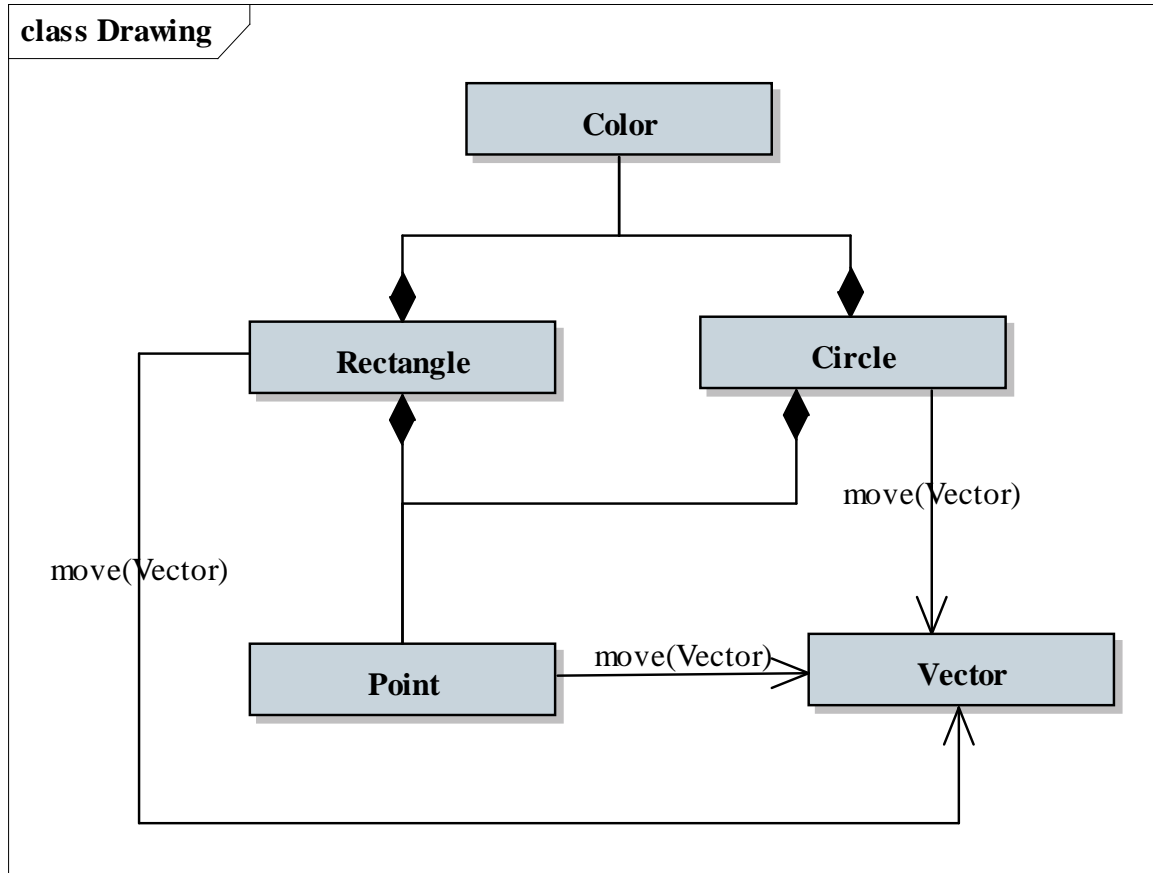 class Drawing
Color
Rectangle
Circle
move(Vector)
move(Vector)
move(Vector)
Point
Vector